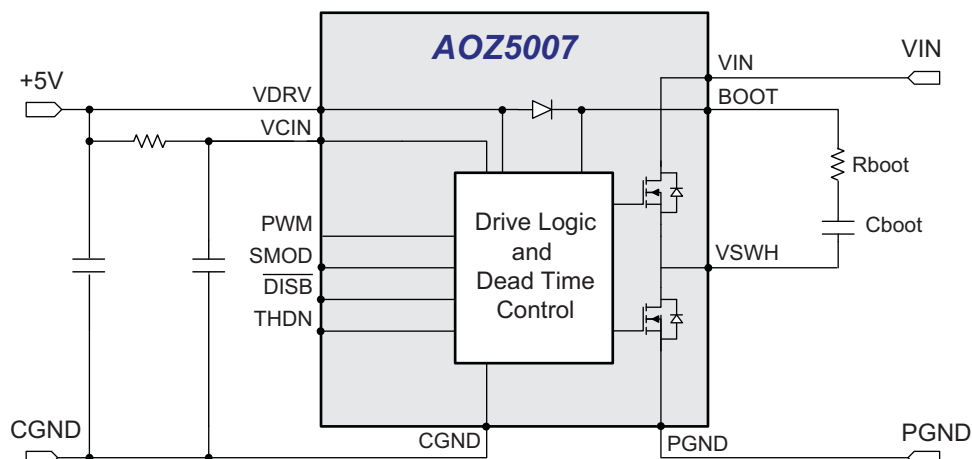 AOZ5007
+5V
VIN
VIN
VDRV
BOOT
VCIN
Rboot
Cboot
PWM
SMOD
DISB
THDN
Drive Logic
and
Dead Time
Control
VSWH
CGND
CGND
PGND
PGND